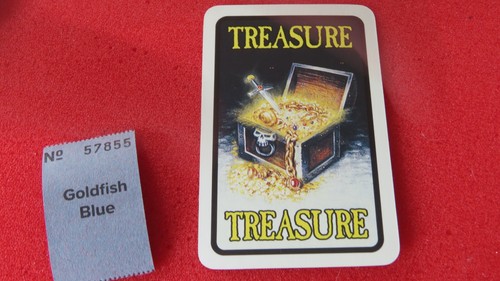 Nº 57855
Goldfish
Blue
TREASURE
TREASURE